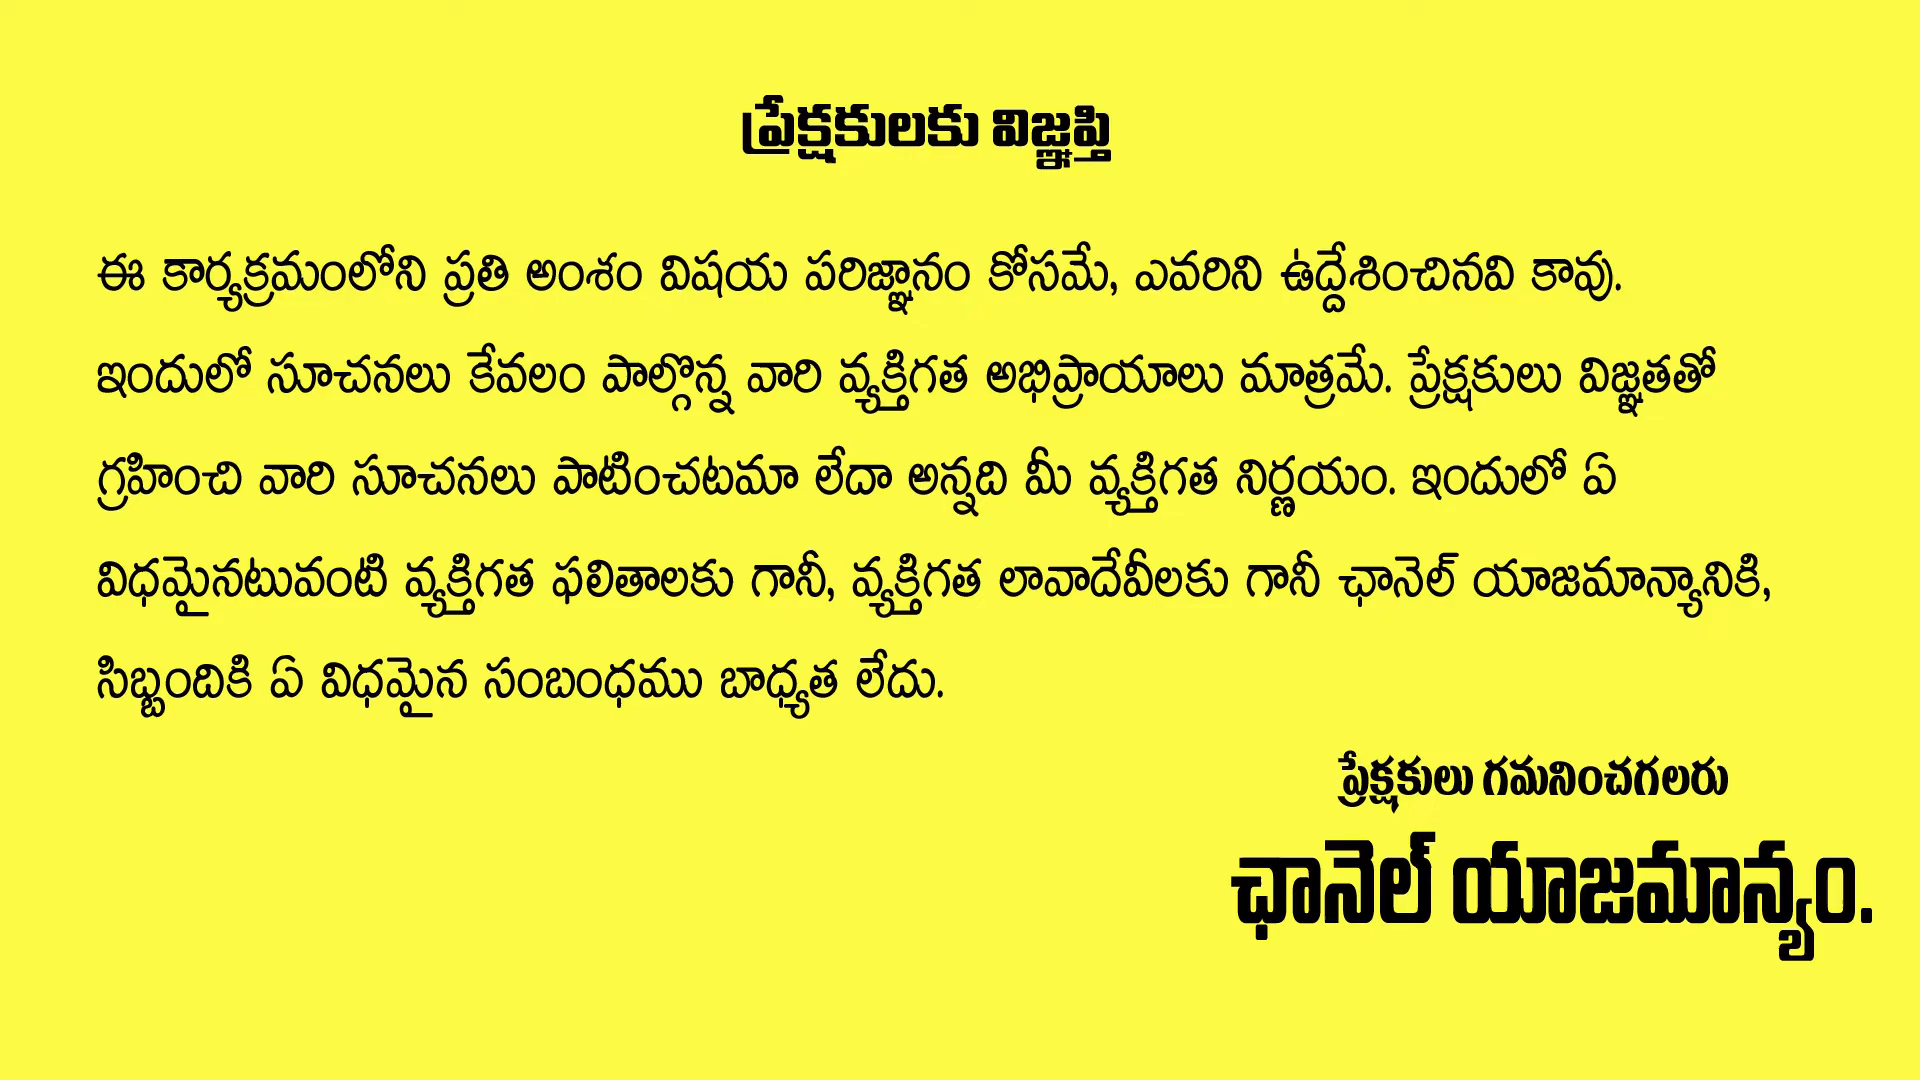 ప్రేక్షకులకు విజ్ఞప్తి
ఈ కార్యక్రమంలోని ప్రతి అంశం విషయ పరిజ్ఞానం కోసమే, ఎవరిని ఉద్దేశించినవి కావు.
ఇందులో సూచనలు కేవలం పాల్గొన్న వారి వ్యక్తిగత అభిప్రాయాలు మాత్రమే. ప్రేక్షకులు విజ్ఞతతో
గ్రహించి వారి సూచనలు పాటించటమా లేదా అన్నది మీ వ్యక్తిగత నిర్ణయం. ఇందులో ఏ
విధమైనటువంటి వ్యక్తిగత ఫలితాలకు గానీ, వ్యక్తిగత లావాదేవీలకు గానీ ఛానెల్ యాజమాన్యానికి,
సిబ్బందికి ఏ విధమైన సంబంధము బాధ్యత లేదు.
ప్రేక్షకులు గమనించగలరు
ఛానెల్ యాజమాన్యం.